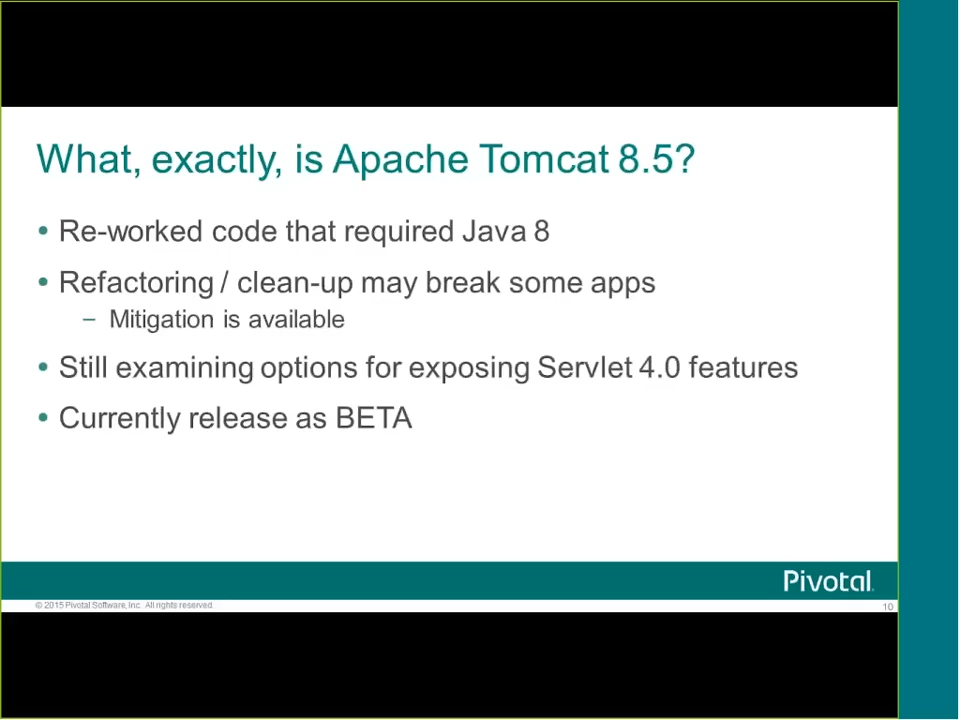 What, exactly, is Apache Tomcat 8.5?
• Re-worked code that required Java 8
• Refactoring / clean-up may break some apps
– Mitigation is available
• Still examining options for exposing Servlet 4.0 features
• Currently release as BETA
Pivotal
© 2015 Pivotal Software, Inc. All rights reserved
10